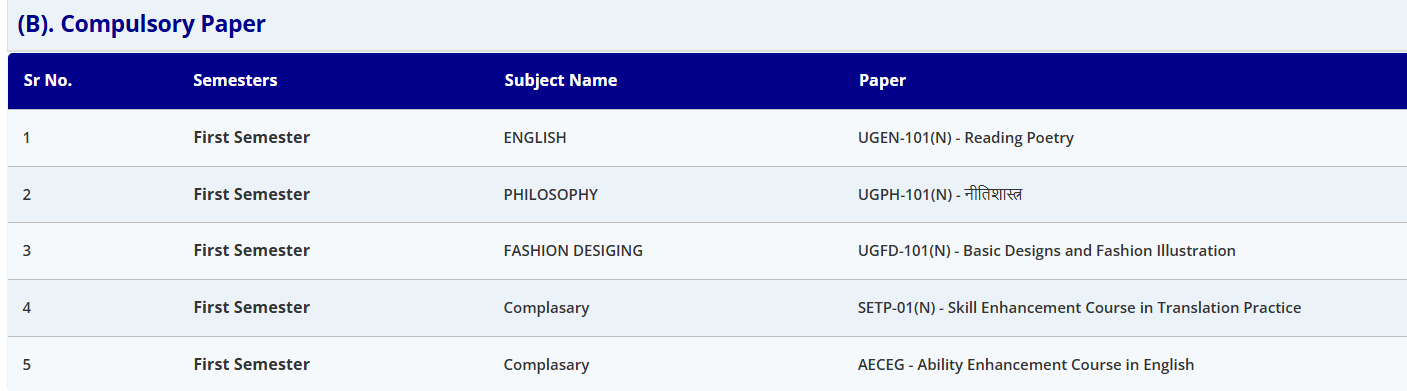 (B). Compulsory Paper
Sr No. Semesters Subject Name Paper
1 First Semester ENGLISH UGEN-101(N) - Reading Poetry
2 First Semester PHILOSOPHY UGPH-101(N) - नीतिशास्त्र
3 First Semester FASHION DESIGING UGFD-101(N) - Basic Designs and Fashion Illustration
4 First Semester Complasary SETP-01(N) - Skill Enhancement Course in Translation Practice
5 First Semester Complasary AECEG - Ability Enhancement Course in English